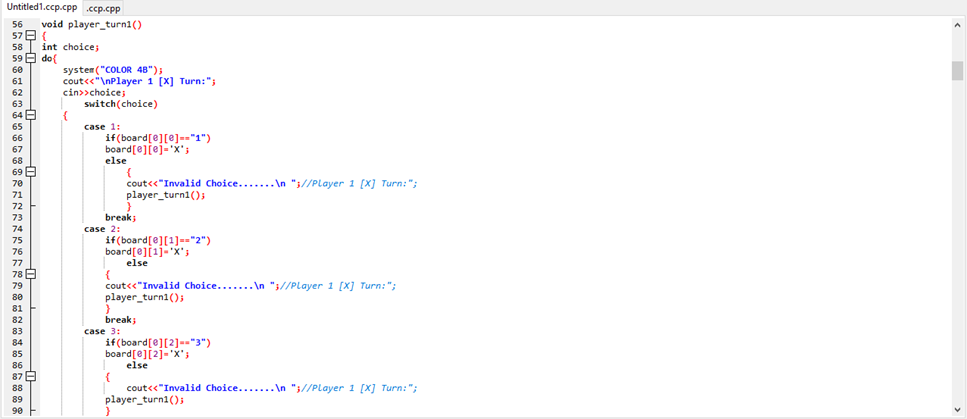 Untitled1.ccp.cpp .ccp.cpp
56 void player_turn1()
57 {
58 int choice;
59 do{
60 system("COLOR 4B");
61 cout<<"\nPlayer 1 [X] Turn:";
62 cin>>choice;
63 switch(choice)
64 {
65 case 1:
66 if(board[0][0]=="1")
67 board[0][0]='X';
68 else
69 {
70 cout<<"Invalid Choice.......\n ";//Player 1 [X] Turn:";
71 player_turn1();
72 }
73 break;
74 case 2:
75 if(board[0][1]=="2")
76 board[0][1]='X';
77 else
78 {
79 cout<<"Invalid Choice.......\n ";//Player 1 [X] Turn:";
80 player_turn1();
81 }
82 break;
83 case 3:
84 if(board[0][2]=="3")
85 board[0][2]='X';
86 else
87 {
88 cout<<"Invalid Choice.......\n ";//Player 1 [X] Turn:";
89 player_turn1();
90 }